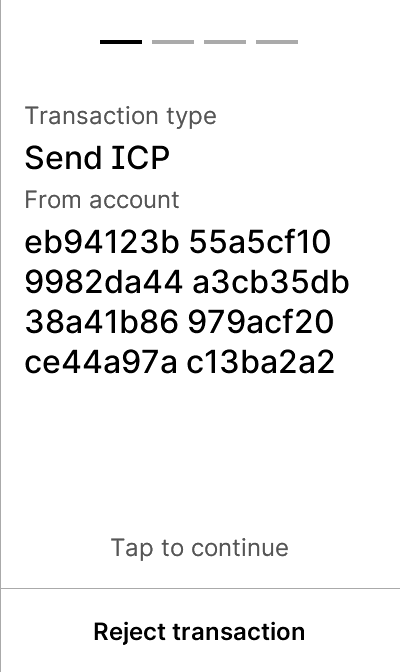 Transaction type
Send ICP
From account
eb94123b 55a5cf10
9982da44 a3cb35db
38a41b86 979acf20
ce44a97a c13ba2a2
Tap to continue
Reject transaction